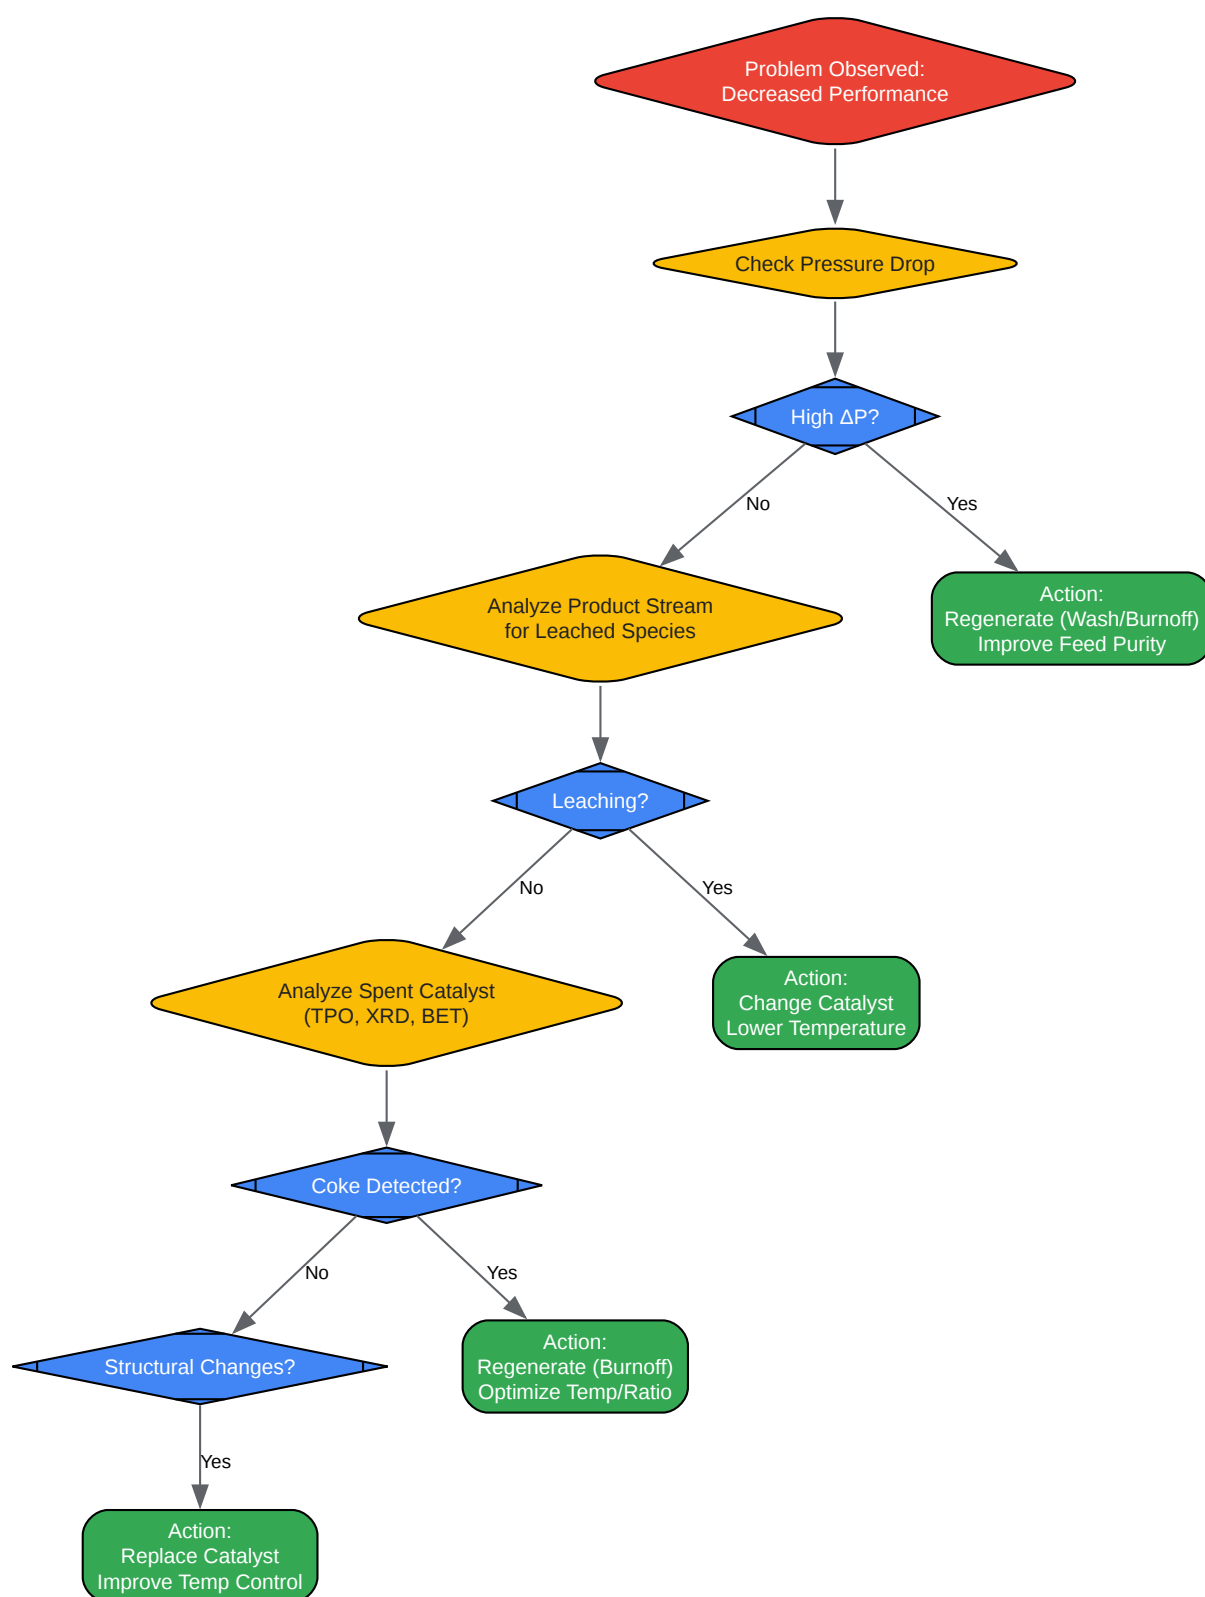 Problem Observed:
Decreased Performance
Check Pressure Drop
High ΔP?
No
Yes
Analyze Product Stream
for Leached Species
Action:
Regenerate (Wash/Burnoff)
Improve Feed Purity
Leaching?
No
Yes
Analyze Spent Catalyst
(TPO, XRD, BET)
Action:
Change Catalyst
Lower Temperature
Coke Detected?
No
Yes
Structural Changes?
Action:
Regenerate (Burnoff)
Optimize Temp/Ratio
Yes
Action:
Replace Catalyst
Improve Temp Control